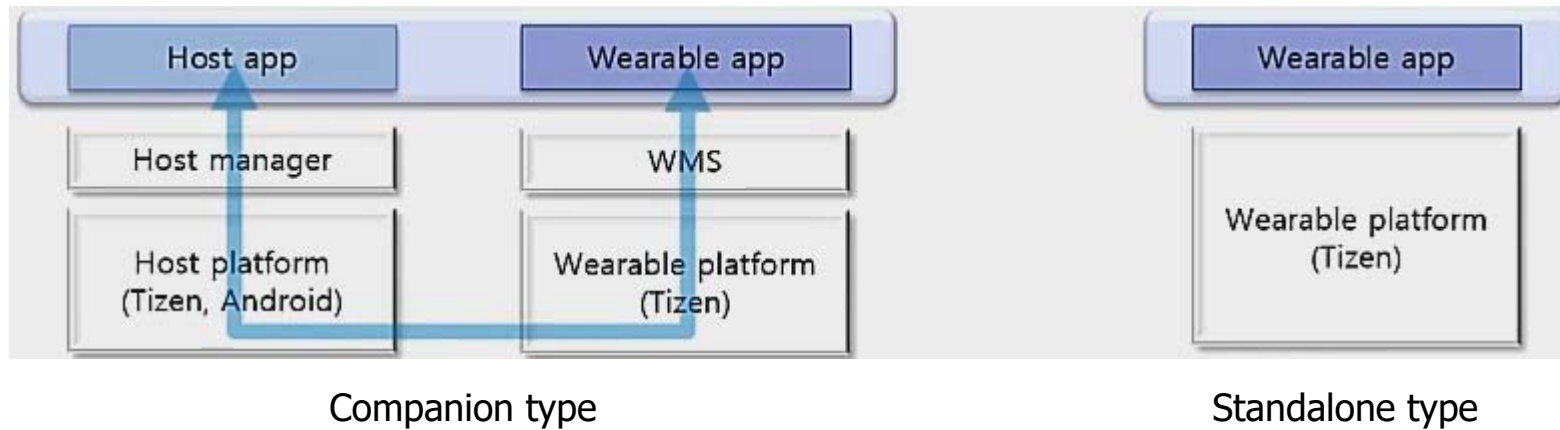 Host app
Wearable app
Wearable app
Host manager
WMS
Host platform
(Tizen, Android)
Wearable platform
(Tizen)
Wearable platform
(Tizen)
Companion type
Standalone type